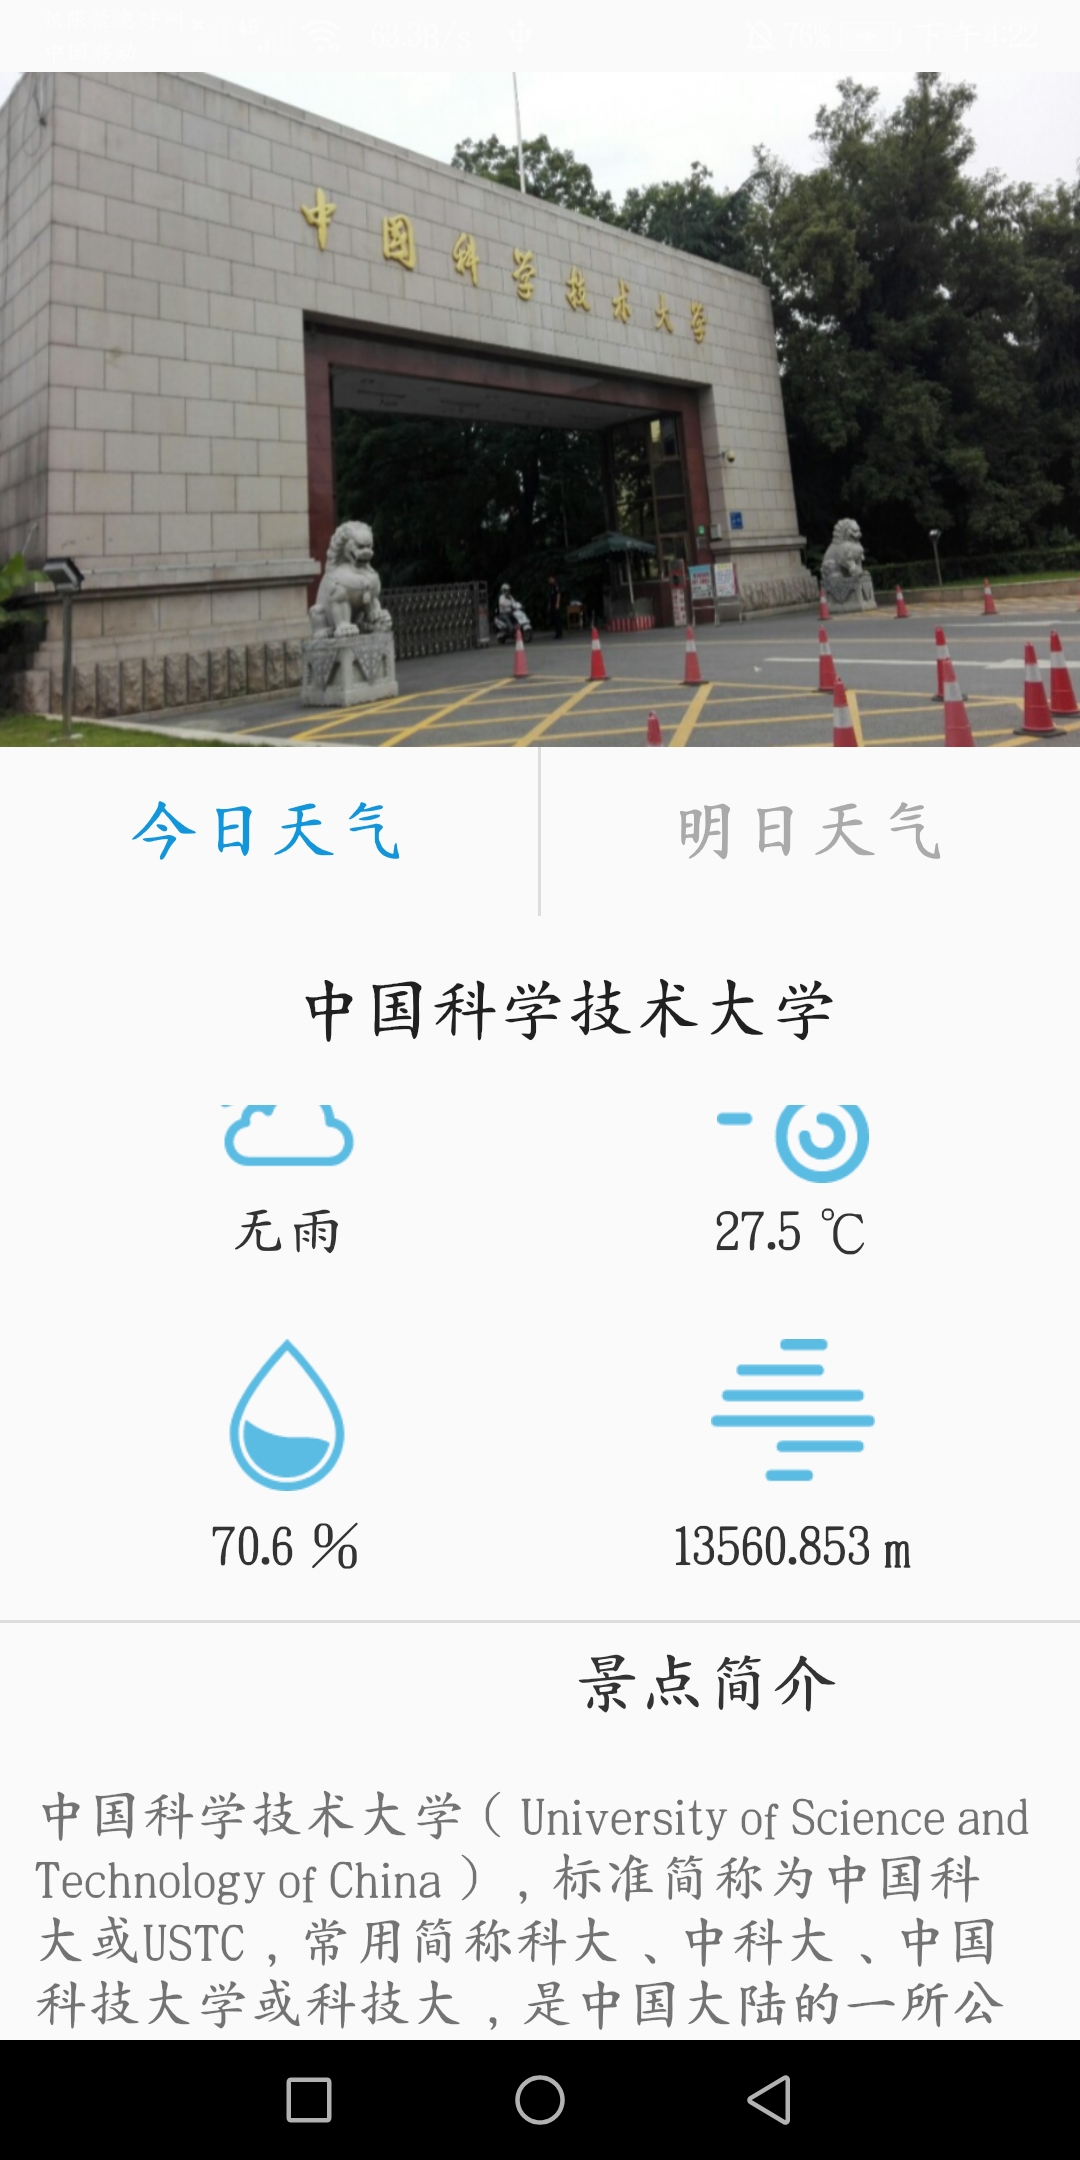 63.3B/s
76%
下午4:22
中国移动
中国科学技术大学
今日天气
明日天气
中国科学技术大学
无雨
27.5 ℃
70.6 %
13560.853 m
景点简介
中国科学技术大学（ University of Science and
Technology of China ），标准简称为中国科
大或USTC，常用简称科大 、中科大 、中国
科技大学或科技大，是中国大陆的一所公